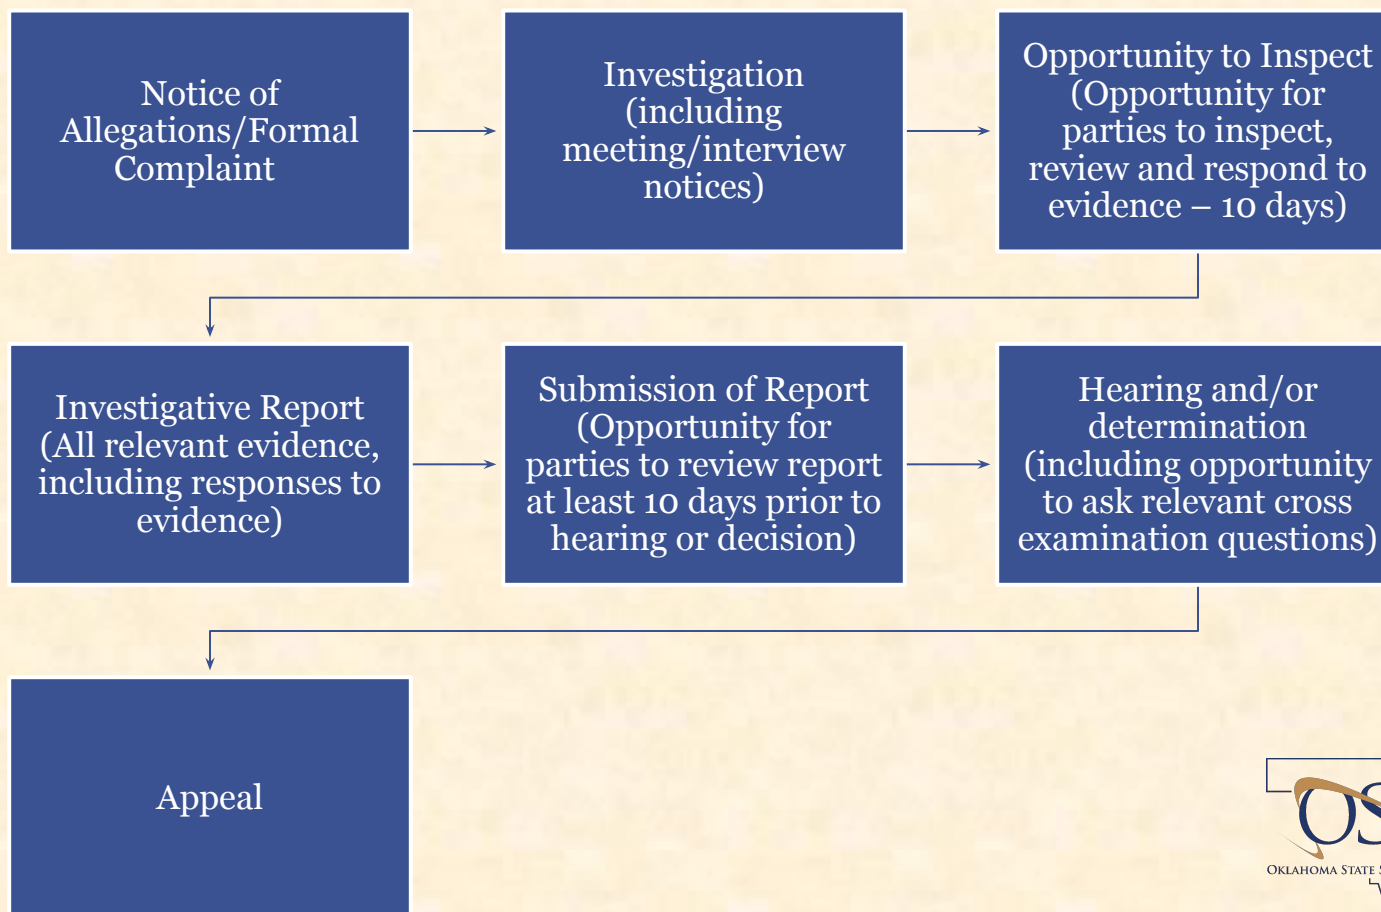 Notice of
Allegations/Formal
Complaint
Investigation
(including
meeting/interview
notices)
Opportunity to Inspect
(Opportunity for
parties to inspect,
review and respond to
evidence – 10 days)
Investigative Report
(All relevant evidence,
including responses to
evidence)
Submission of Report
(Opportunity for
parties to review report
at least 10 days prior to
hearing or decision)
Hearing and/or
determination
(including opportunity
to ask relevant cross
examination questions)
Appeal
OS
OKLAHOMA STATE